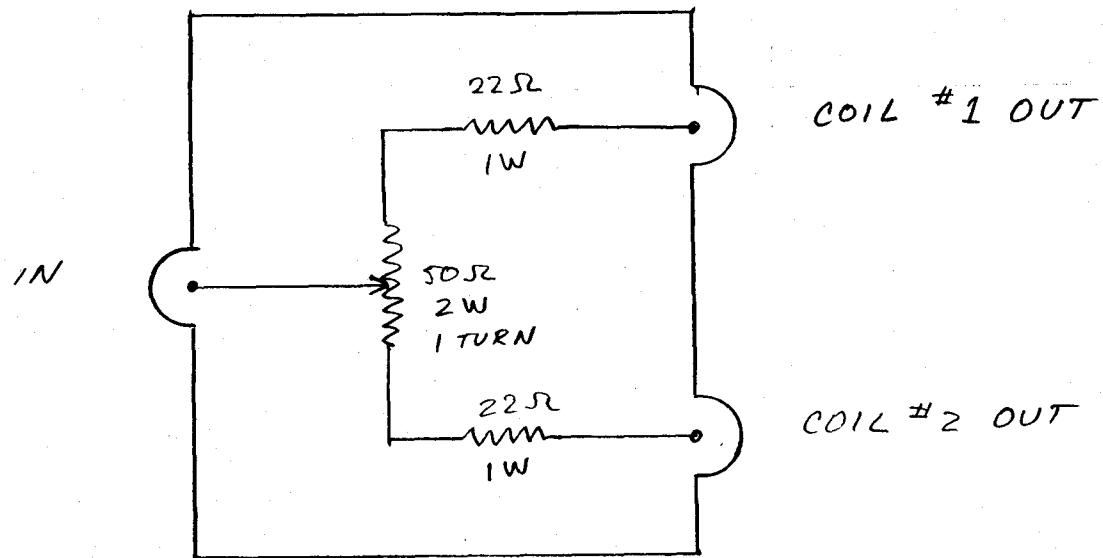 22Ω
1W
COIL #1 OUT
IN
50Ω
2W
1 TURN
22Ω
1W
COIL #2 OUT